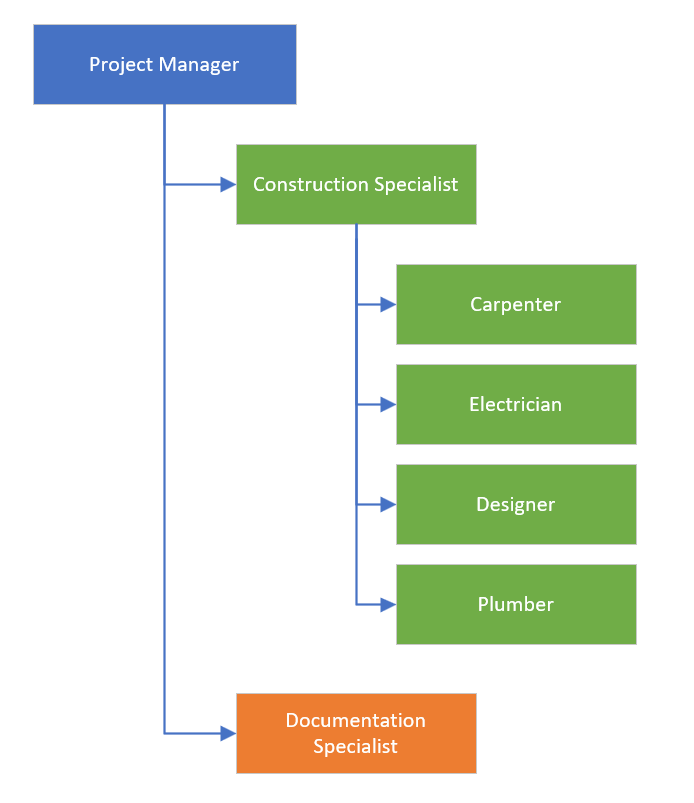 Project Manager
Construction Specialist
Carpenter
Electrician
Designer
Plumber
Documentation
Specialist